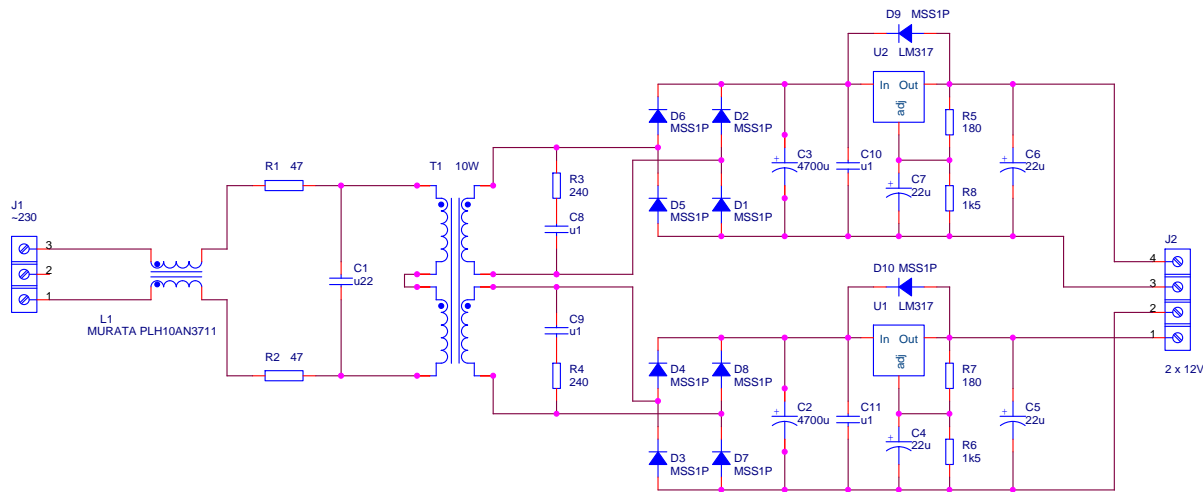 D9 MSS1P
U2 LM317
In Out
adj
D6
MSS1P
D2
MSS1P
C3
4700u
C10
u1
C7
22u
R5
180
R8
1k5
C6
22u
R1 47
T1 10W
R3
240
C8
u1
D5
MSS1P
D1
MSS1P
J1
~230
3
2
1
L1
MURATA PLH10AN3711
C1
u22
J2
4
3
2
1
2 x 12V
D10 MSS1P
U1 LM317
In Out
adj
C9
u1
R4
240
R2 47
D4
MSS1P
D8
MSS1P
C2
4700u
C11
u1
C4
22u
R7
180
R6
1k5
C5
22u
D3
MSS1P
D7
MSS1P